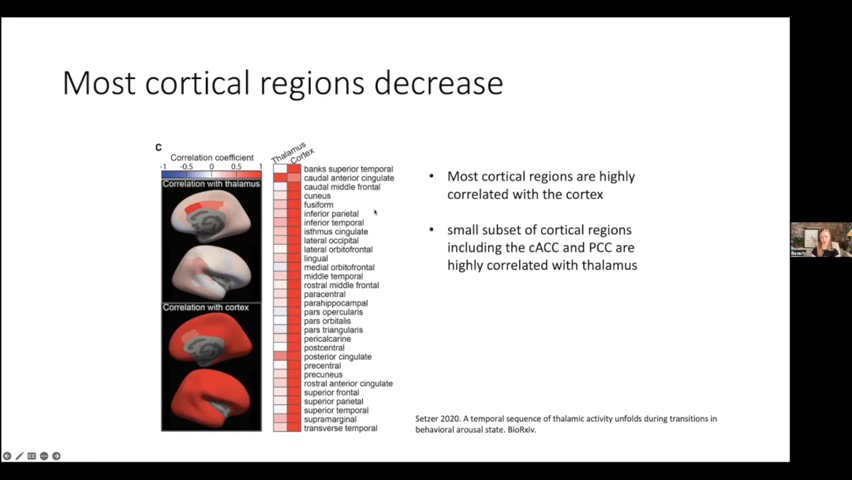 Most cortical regions decrease
C
Correlation coefficient
-1 -0.5 0 0.5 1
Thalamus
Cortex
Correlation with thalamus
Correlation with cortex
banks superior temporal
caudal anterior cingulate
caudal middle frontal
cuneus
fusiform
inferior parietal
inferior temporal
isthmus cingulate
lateral occipital
lateral orbitofrontal
lingual
medial orbitofrontal
middle temporal
rostral middle frontal
paracentral
parahippocampal
pars opercularis
pars orbitalis
pars triangularis
pericalcarine
postcentral
posterior cingulate
precentral
precuneus
rostral anterior cingulate
superior frontal
superior parietal
superior temporal
supramarginal
transverse temporal
• Most cortical regions are highly
correlated with the cortex
• small subset of cortical regions
including the cACC and PCC are
highly correlated with thalamus
Setzer 2020. A temporal sequence of thalamic activity unfolds during transitions in
behavioral arousal state. BioRxiv.